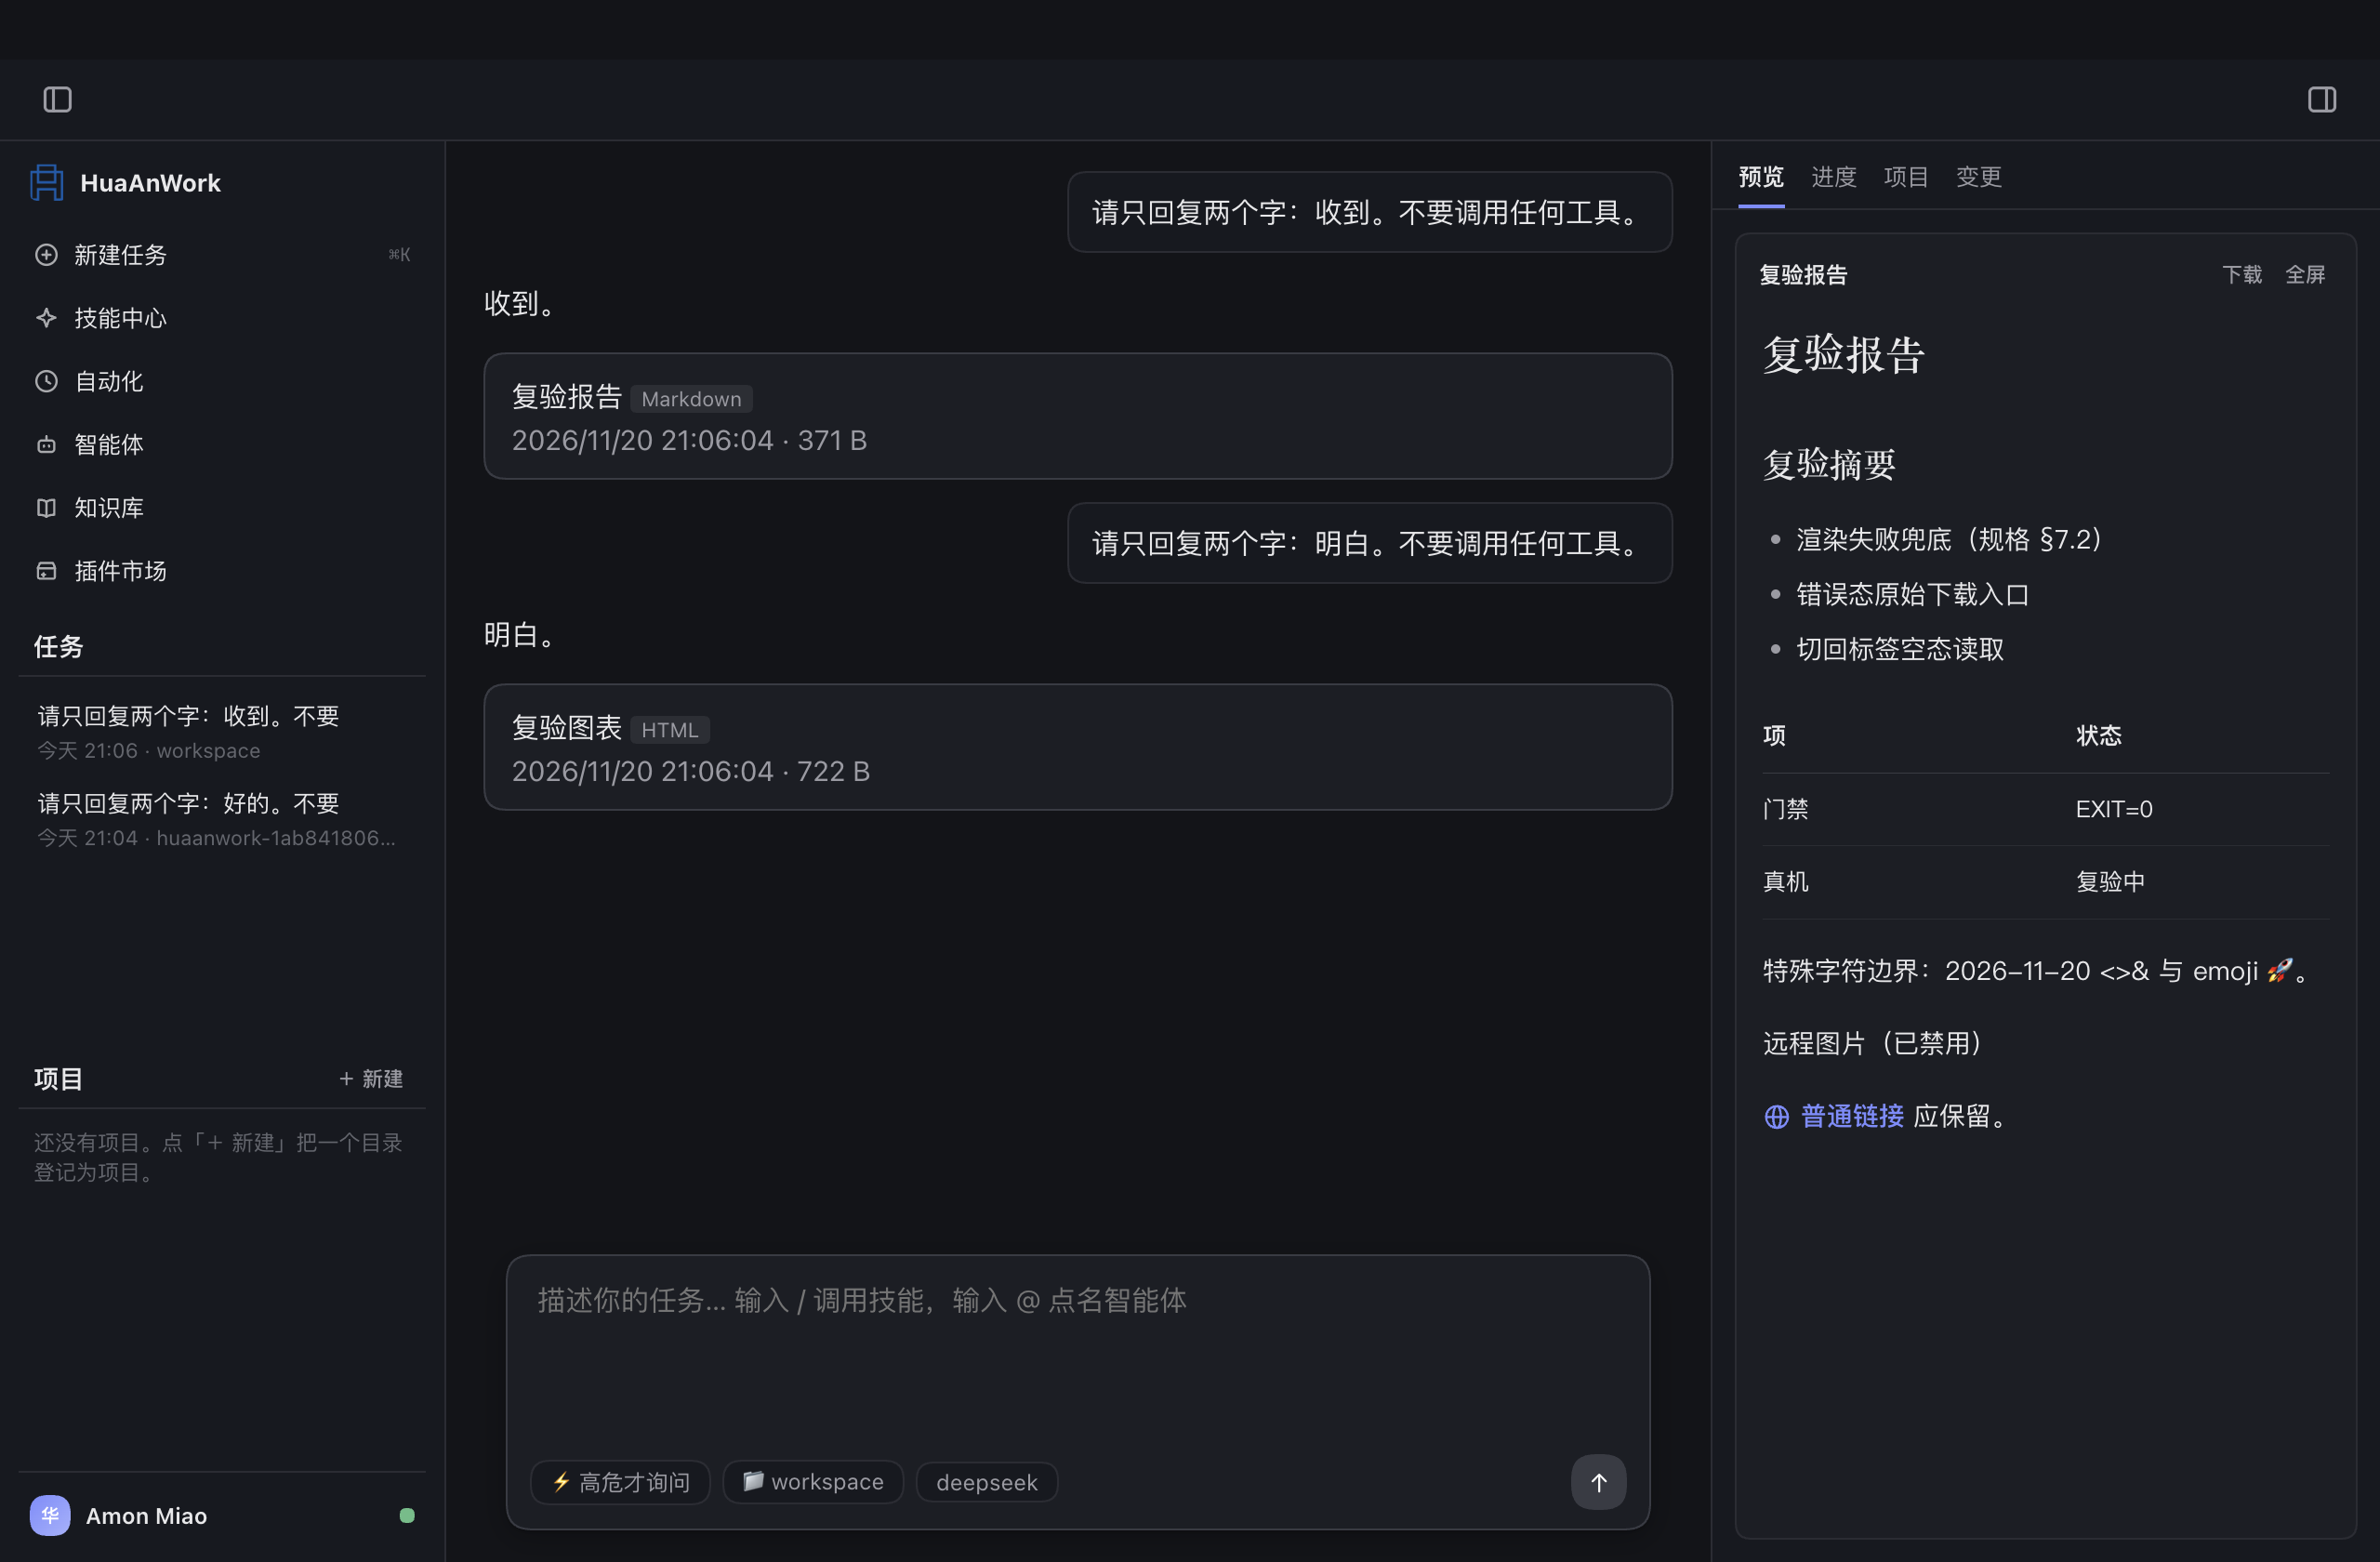 HuaAnWork
新建任务 ⌘K
技能中心
自动化
智能体
知识库
插件市场
任务
请只回复两个字：收到。不要
今天 21:06 · workspace
请只回复两个字：好的。不要
今天 21:04 · huaanwork-1ab841806...
项目 + 新建
还没有项目。点「+ 新建」把一个目录
登记为项目。
华 Amon Miao
请只回复两个字：收到。不要调用任何工具。
收到。
复验报告 Markdown
2026/11/20 21:06:04 · 371 B
请只回复两个字：明白。不要调用任何工具。
明白。
复验图表 HTML
2026/11/20 21:06:04 · 722 B
描述你的任务... 输入 / 调用技能，输入 @ 点名智能体
⚡ 高危才询问 📁 workspace deepseek
预览 进度 项目 变更
复验报告 下载 全屏
复验报告
复验摘要
• 渲染失败兜底（规格 §7.2）
• 错误态原始下载入口
• 切回标签空态读取
项 状态
门禁 EXIT=0
真机 复验中
特殊字符边界：2026-11-20 <>& 与 emoji 🚀。
远程图片（已禁用）
普通链接 应保留。